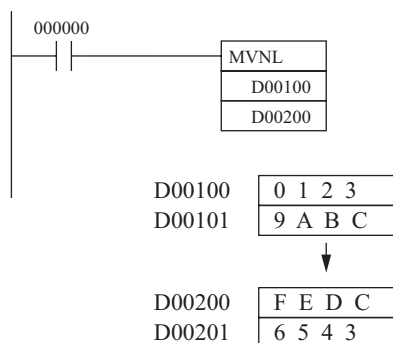 000000
MVNL
D00100
D00200
D00100 0 1 2 3
D00101 9 A B C
D00200 F E D C
D00201 6 5 4 3